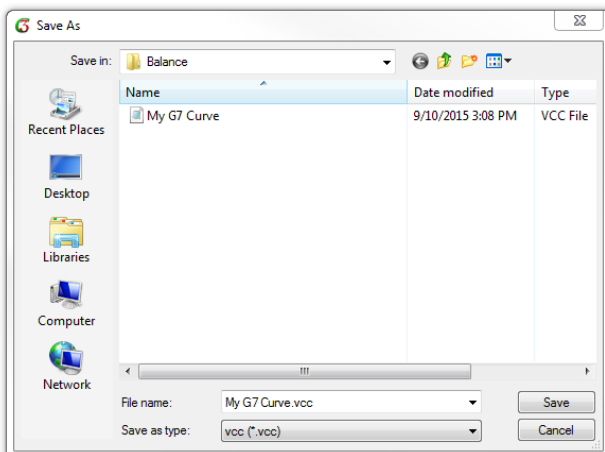 Save As
Save in: Balance
Name Date modified Type
My G7 Curve 9/10/2015 3:08 PM VCC File
Recent Places
Desktop
Libraries
Computer
Network
File name: My G7 Curve.vcc Save
Save as type: vcc (*.vcc) Cancel